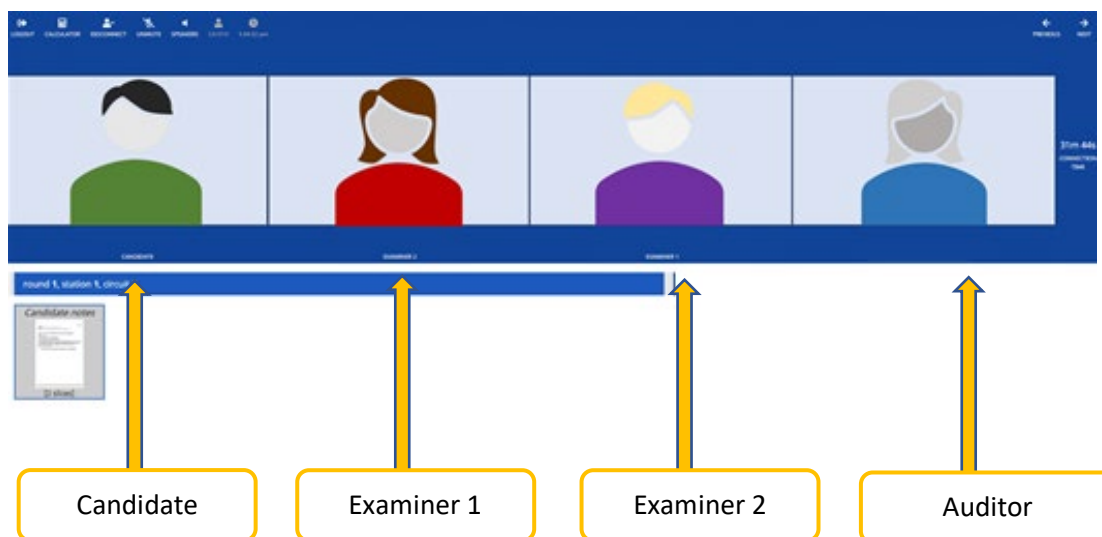 LOGOUT CALCULATOR DISCONNECT UNMUTE SPEAKERS
PREVIOUS NEXT
31m 44s
CONNECTION
TIME
CANDIDATE EXAMINER 2 EXAMINER 1
round 1, station 1, circuit
Candidate notes
Candidate Examiner 1 Examiner 2 Auditor